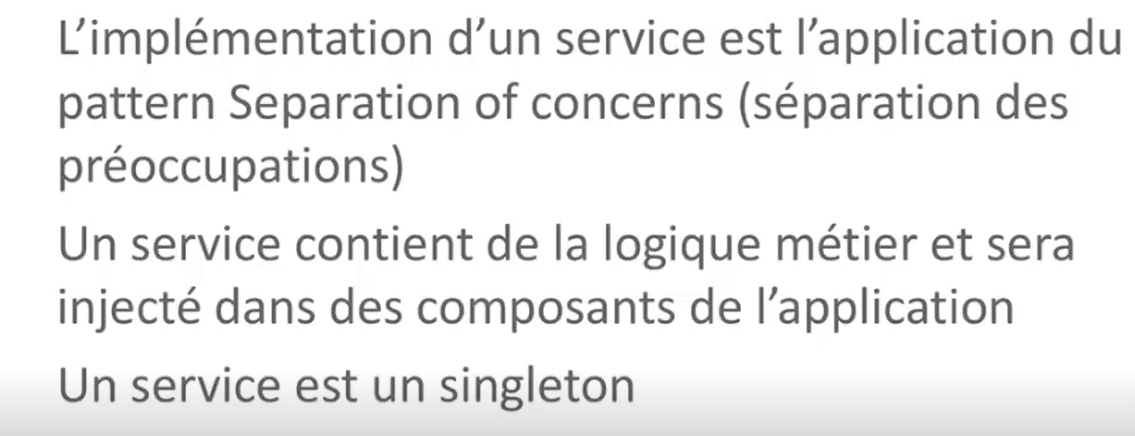 L’implémentation d’un service est l’application du
pattern Separation of concerns (séparation des
préoccupations)
Un service contient de la logique métier et sera
injecté dans des composants de l’application
Un service est un singleton